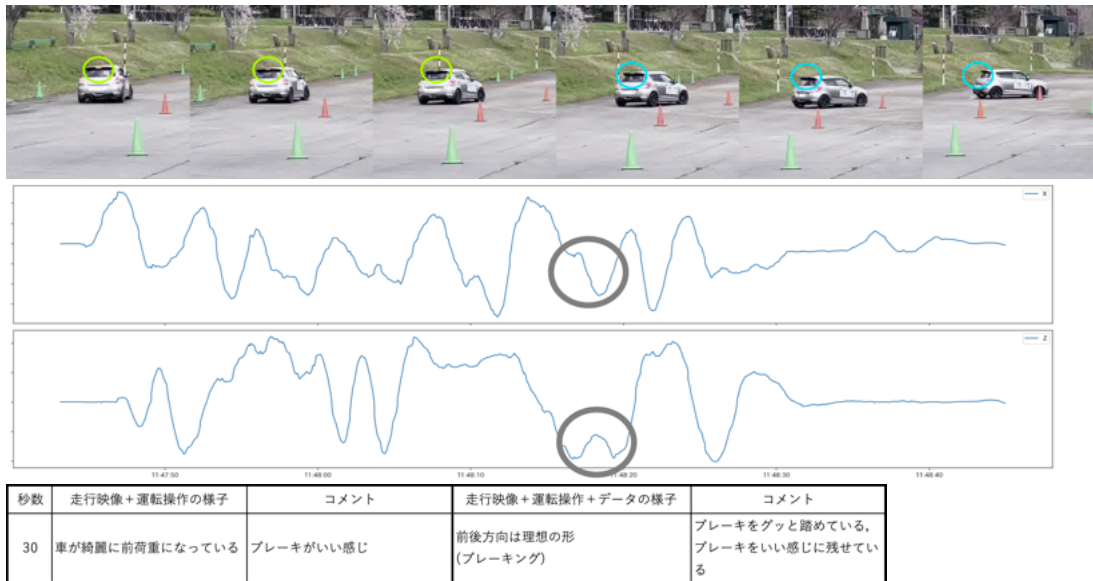 X
Z
11:47:50 11:48:00 11:48:10 11:48:20 11:48:30 11:48:40
秒数 走行映像+運転操作の様子 コメント 走行映像+運転操作+データの様子 コメント
30 車が綺麗に前荷重になっている ブレーキがいい感じ 前後方向は理想の形
(ブレーキング)
ブレーキをグッと踏めている,
ブレーキをいい感じに残せてい
る